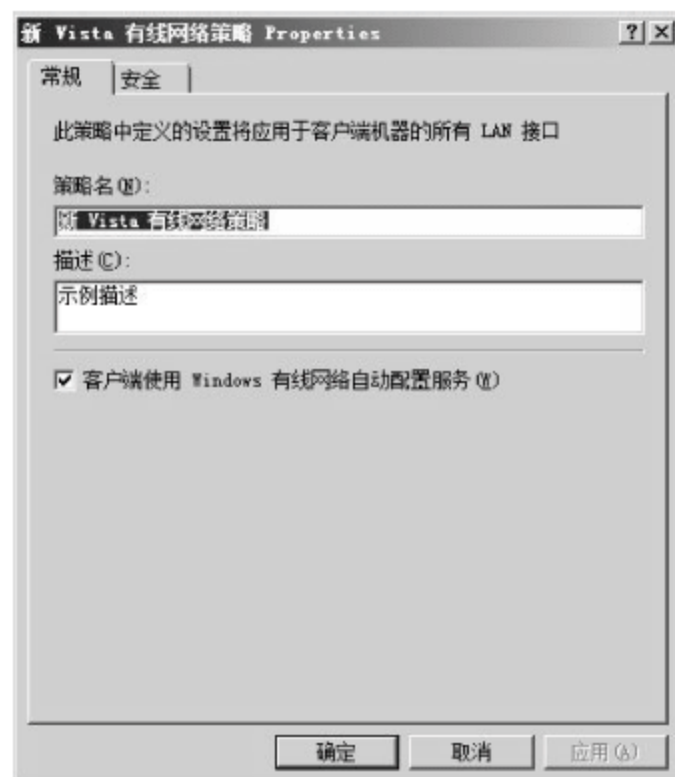 新 Vista 有线网络策略 Properties
? ×
常规 安全
此策略中定义的设置将应用于客户端机器的所有 LAN 接口
策略名(N):
新 Vista 有线网络策略
描述(C):
示例描述
客户端使用 Windows 有线网络自动配置服务(W)
确定 取消 应用(A)